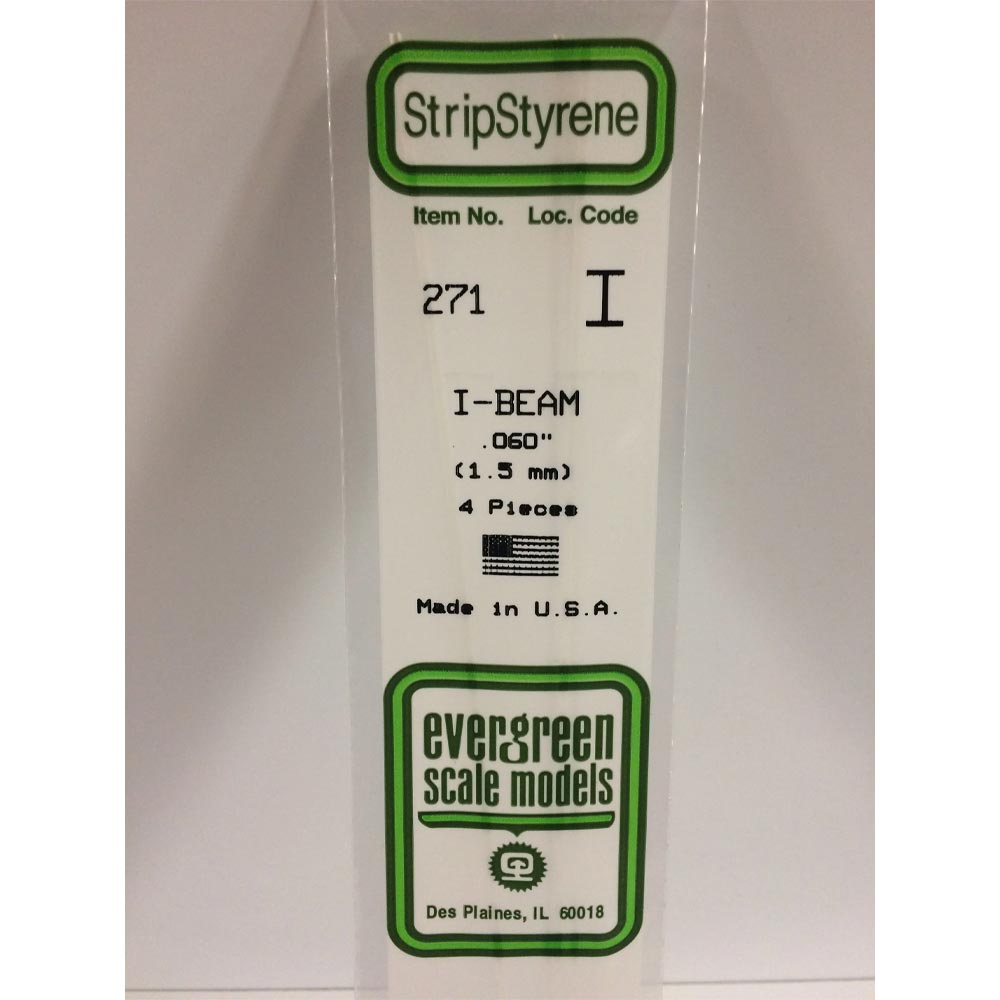 StripStyrene
Item No. Loc. Code
271 I
I-BEAM
.060"
(1.5 mm)
4 Pieces
Made in U.S.A.
evergreen
scale models
Des Plaines, IL 60018